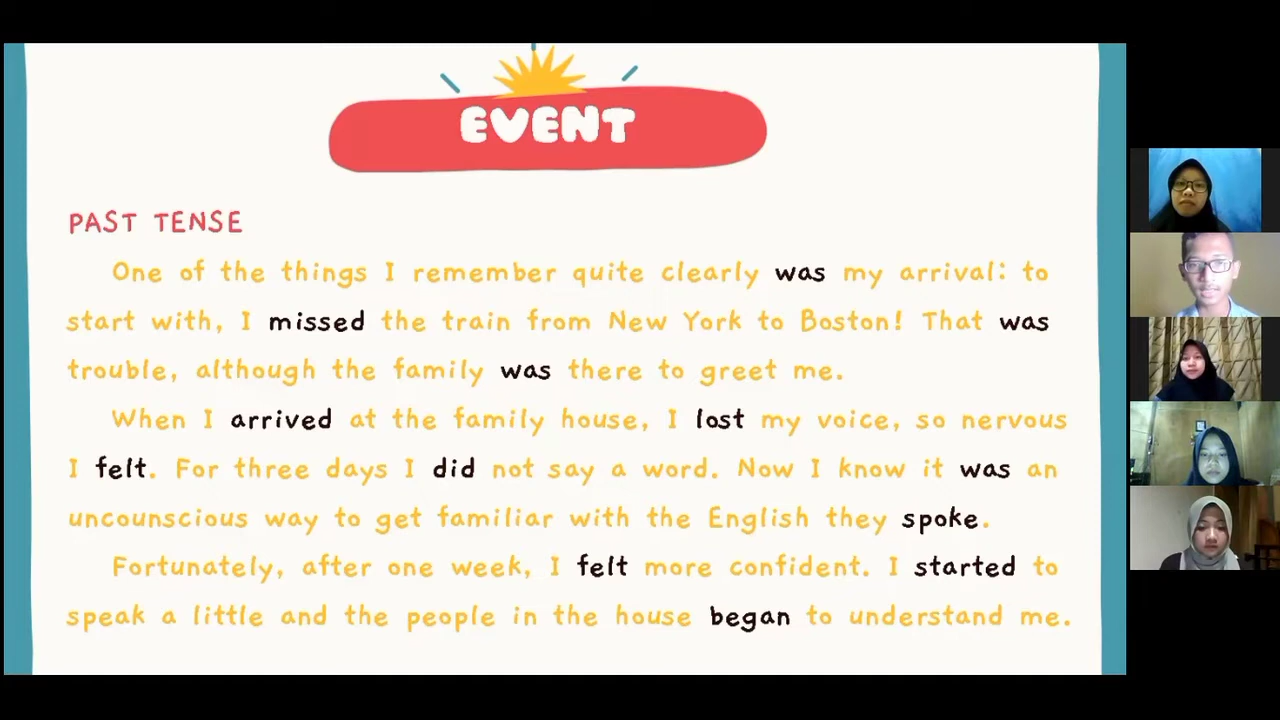 EVENT
PAST TENSE
One of the things I remember quite clearly was my arrival: to
start with, I missed the train from New York to Boston! That was
trouble, although the family was there to greet me.
When I arrived at the family house, I lost my voice, so nervous
I felt. For three days I did not say a word. Now I know it was an
uncounscious way to get familiar with the English they spoke.
Fortunately, after one week, I felt more confident. I started to
speak a little and the people in the house began to understand me.